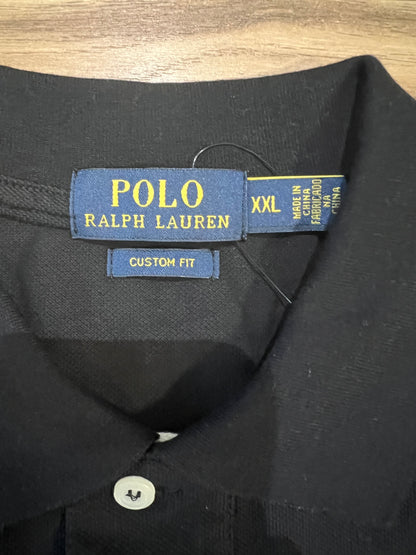 POLO
RALPH LAUREN
CUSTOM FIT
XXL
MADE IN
CHINA
FABRICADO
NA
CHINA